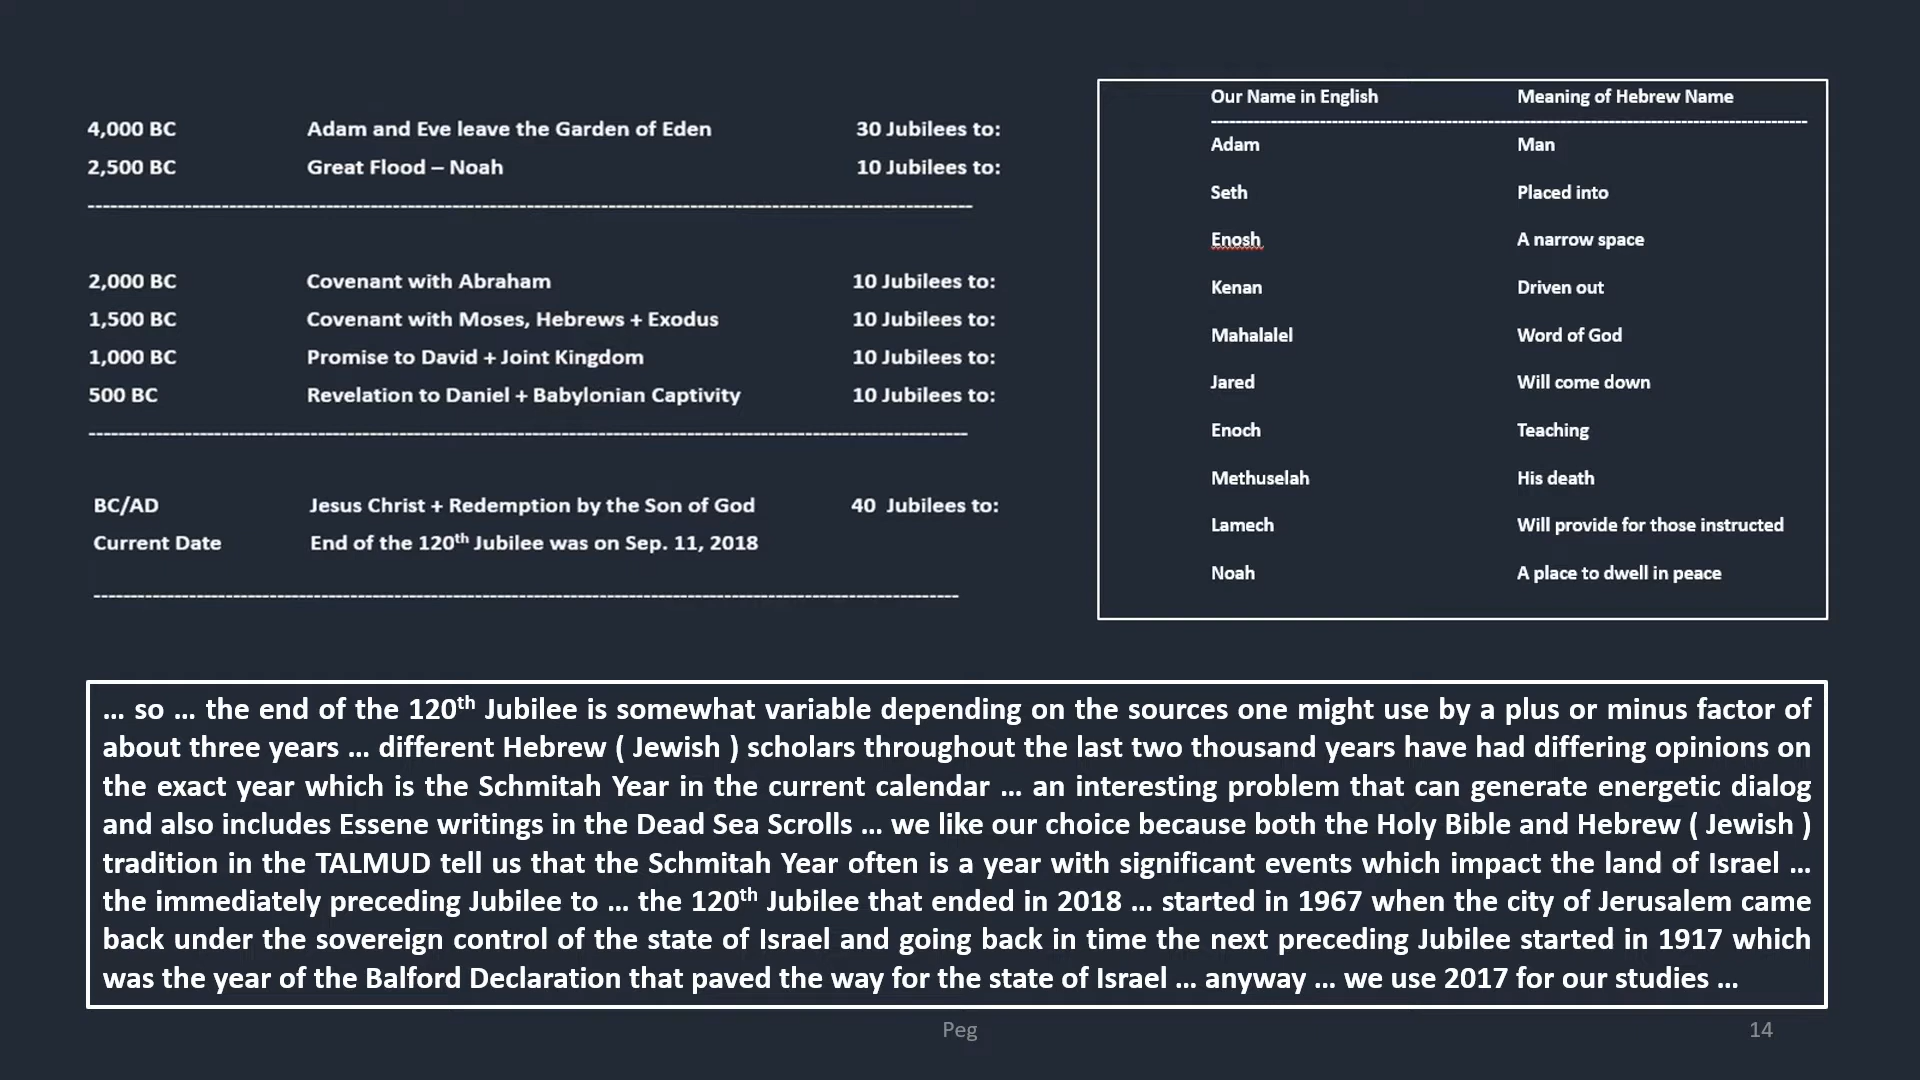 4,000 BC Adam and Eve leave the Garden of Eden 30 Jubilees to:
2,500 BC Great Flood – Noah 10 Jubilees to:
2,000 BC Covenant with Abraham 10 Jubilees to:
1,500 BC Covenant with Moses, Hebrews + Exodus 10 Jubilees to:
1,000 BC Promise to David + Joint Kingdom 10 Jubilees to:
500 BC Revelation to Daniel + Babylonian Captivity 10 Jubilees to:
BC/AD Jesus Christ + Redemption by the Son of God 40 Jubilees to:
Current Date End of the 120th Jubilee was on Sep. 11, 2018
Our Name in English Meaning of Hebrew Name
Adam Man
Seth Placed into
Enosh A narrow space
Kenan Driven out
Mahalalel Word of God
Jared Will come down
Enoch Teaching
Methuselah His death
Lamech Will provide for those instructed
Noah A place to dwell in peace
... so ... the end of the 120th Jubilee is somewhat variable depending on the sources one might use by a plus or minus factor of
about three years ... different Hebrew ( Jewish ) scholars throughout the last two thousand years have had differing opinions on
the exact year which is the Schmitah Year in the current calendar ... an interesting problem that can generate energetic dialog
and also includes Essene writings in the Dead Sea Scrolls ... we like our choice because both the Holy Bible and Hebrew ( Jewish )
tradition in the TALMUD tell us that the Schmitah Year often is a year with significant events which impact the land of Israel ...
the immediately preceding Jubilee to ... the 120th Jubilee that ended in 2018 ... started in 1967 when the city of Jerusalem came
back under the sovereign control of the state of Israel and going back in time the next preceding Jubilee started in 1917 which
was the year of the Balford Declaration that paved the way for the state of Israel ... anyway ... we use 2017 for our studies ...
Peg 14